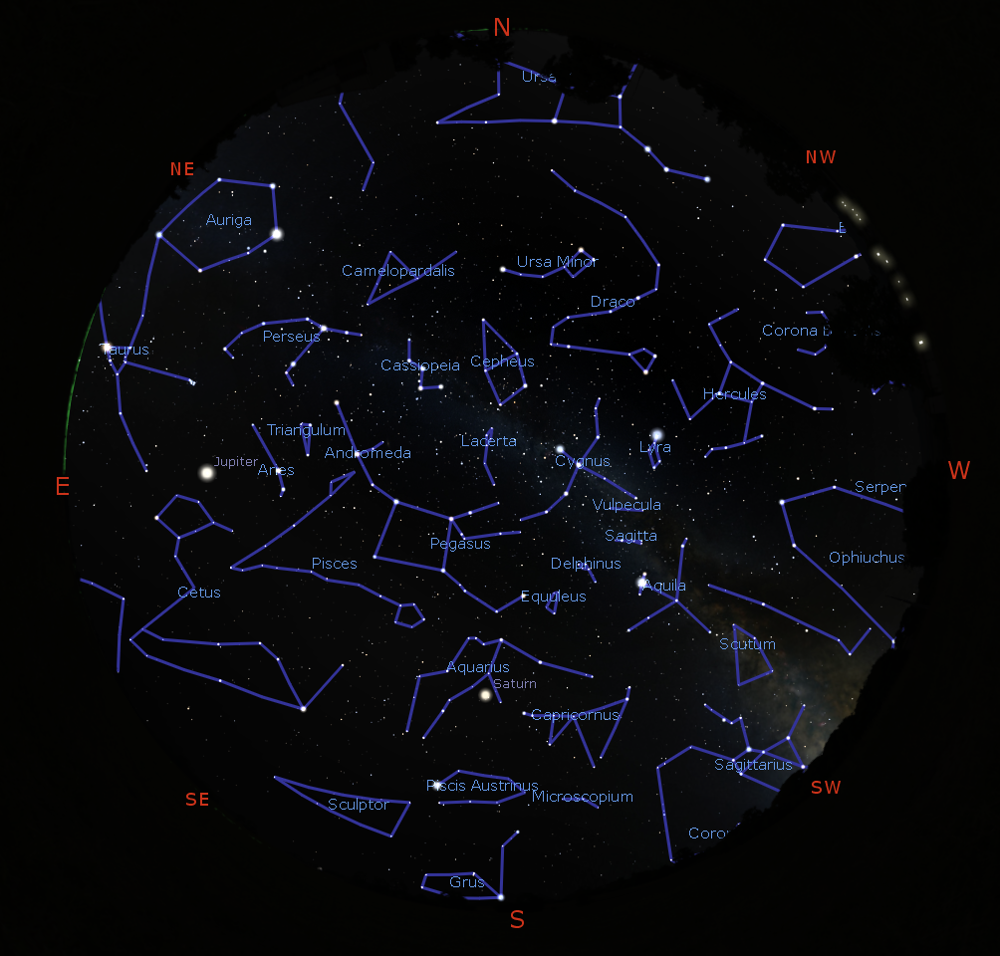 N
Ursa
NE
NW
Auriga
Camelopardalis
Ursa Minor
Draco
Corona
Perseus
Taurus
Cassiopeia
Cepheus
Hercules
Triangulum
Lacerta
Andromeda
Lyra
Jupiter
Aries
Cygnus
W
E
Serpen
Vulpecula
Sagitta
Pegasus
Ophiuchus
Pisces
Delphinus
Aquila
Cetus
Equuleus
Scutum
Aquarius
Saturn
Capricornus
Sagittarius
SE
SW
Piscis Austrinus
Microscopium
Sculptor
Coro
Grus
S